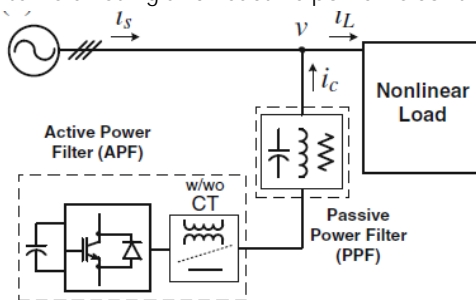 i_s
v
i_L
i_c
Nonlinear
Load
Active Power
Filter (APF)
w/wo
CT
Passive
Power Filter
(PPF)